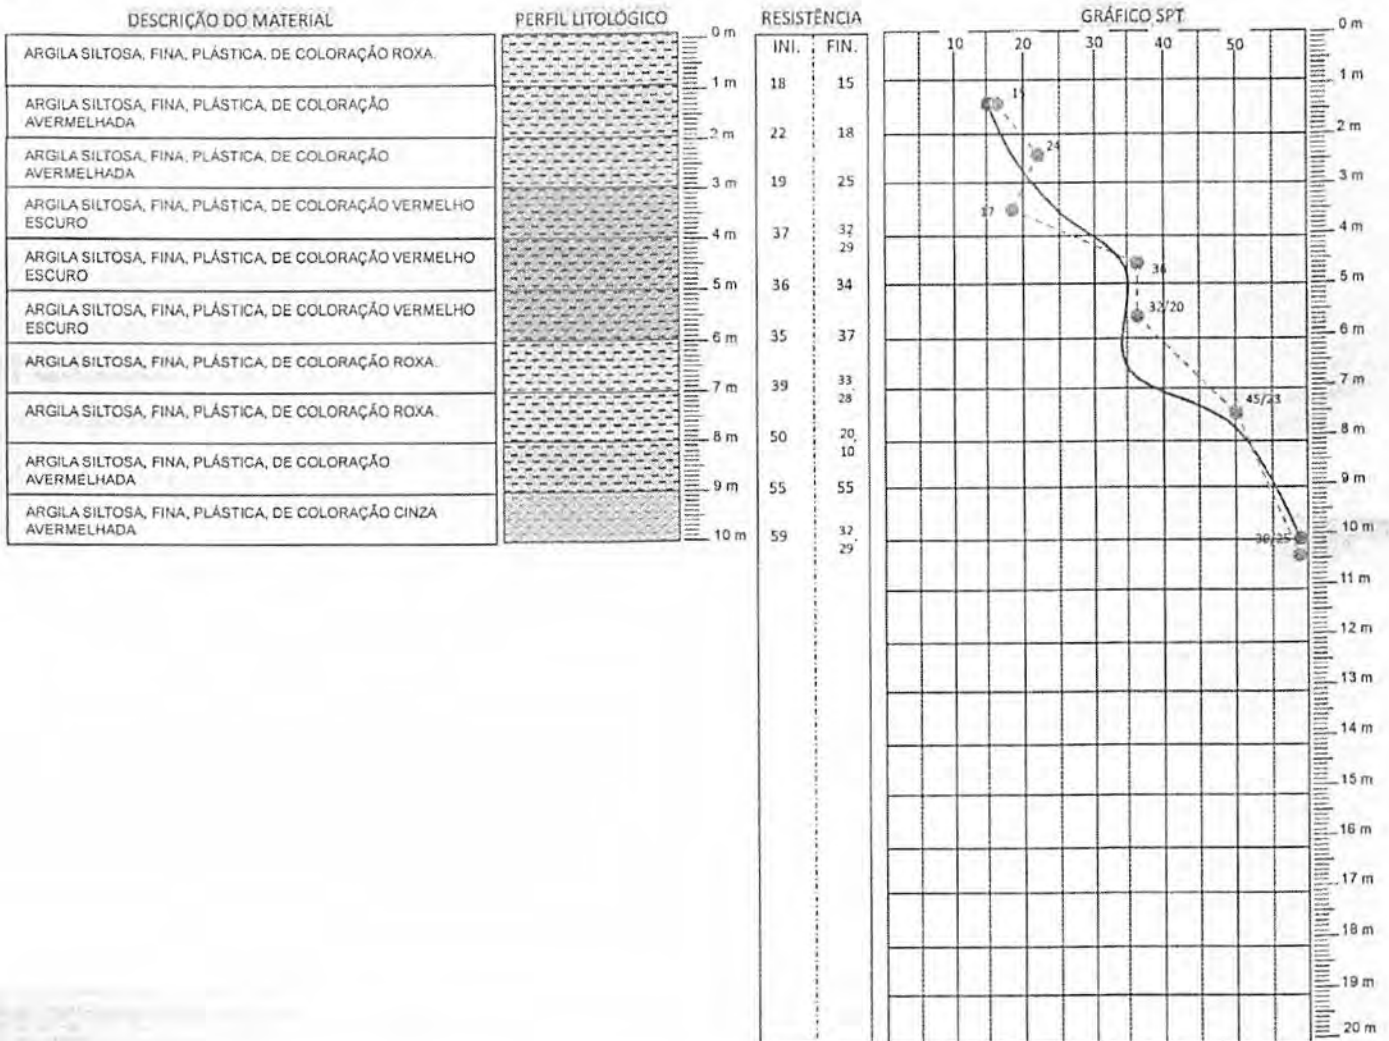 DESCRIÇÃO DO MATERIAL
ARGILA SILTOSA, FINA, PLÁSTICA, DE COLORAÇÃO ROXA.
ARGILA SILTOSA, FINA, PLÁSTICA, DE COLORAÇÃO
AVERMELHADA
ARGILA SILTOSA, FINA, PLÁSTICA, DE COLORAÇÃO
AVERMELHADA
ARGILA SILTOSA, FINA, PLÁSTICA, DE COLORAÇÃO VERMELHO
ESCURO
ARGILA SILTOSA, FINA, PLÁSTICA, DE COLORAÇÃO VERMELHO
ESCURO
ARGILA SILTOSA, FINA, PLÁSTICA, DE COLORAÇÃO VERMELHO
ESCURO
ARGILA SILTOSA, FINA, PLÁSTICA, DE COLORAÇÃO ROXA.
ARGILA SILTOSA, FINA, PLÁSTICA, DE COLORAÇÃO ROXA.
ARGILA SILTOSA, FINA, PLÁSTICA, DE COLORAÇÃO
AVERMELHADA
ARGILA SILTOSA, FINA, PLÁSTICA, DE COLORAÇÃO CINZA
AVERMELHADA
PERFIL LITOLÓGICO
0 m
1 m
2 m
3 m
4 m
5 m
6 m
7 m
8 m
9 m
10 m
RESISTÊNCIA
INI. FIN.
18 15
22 18
19 25
37 32
29
36 34
35 37
39 33
28
50 20
10
55 55
59 32
29
GRÁFICO SPT
10 20 30 40 50
15
24
17
36
32/20
45/23
30/25
0 m
1 m
2 m
3 m
4 m
5 m
6 m
7 m
8 m
9 m
10 m
11 m
12 m
13 m
14 m
15 m
16 m
17 m
18 m
19 m
20 m